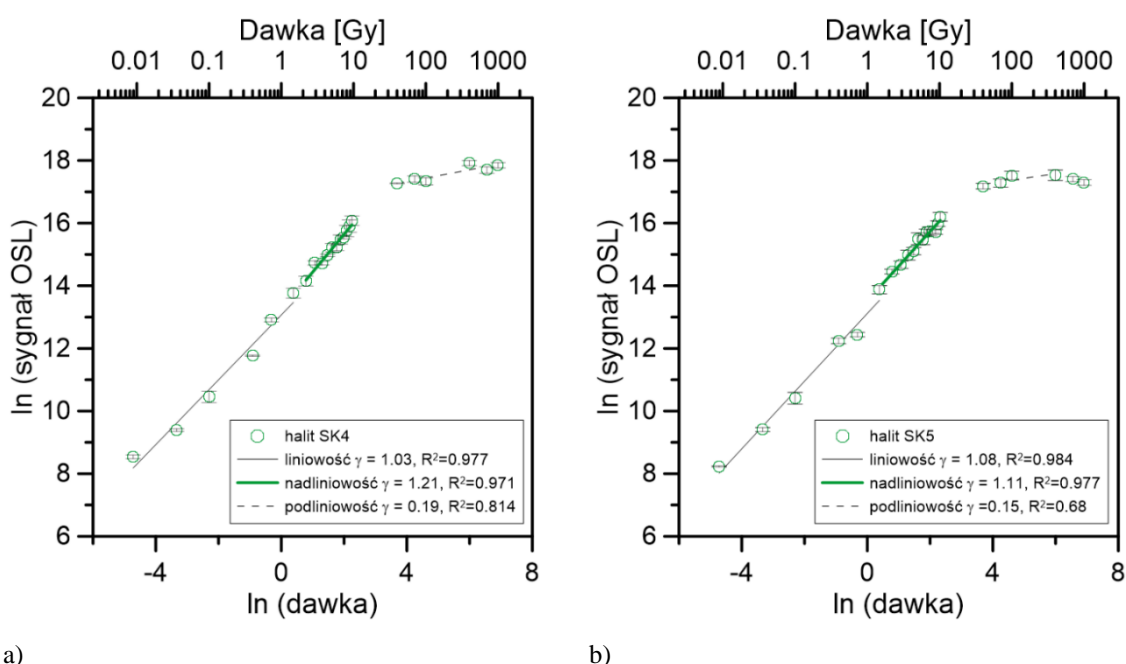 Dawka [Gy]
0.01 0.1 1 10 100 1000
20
18
16
14
12
10
8
6
ln (sygnał OSL)
halit SK4
liniowość γ = 1.03, R²=0.977
nadliniowość γ = 1.21, R²=0.971
podliniowość γ = 0.19, R²=0.814
-4 0 4 8
ln (dawka)
a)
Dawka [Gy]
0.01 0.1 1 10 100 1000
20
18
16
14
12
10
8
6
ln (sygnał OSL)
halit SK5
liniowość γ = 1.08, R²=0.984
nadliniowość γ = 1.11, R²=0.977
podliniowość γ =0.15, R²=0.68
-4 0 4 8
ln (dawka)
b)